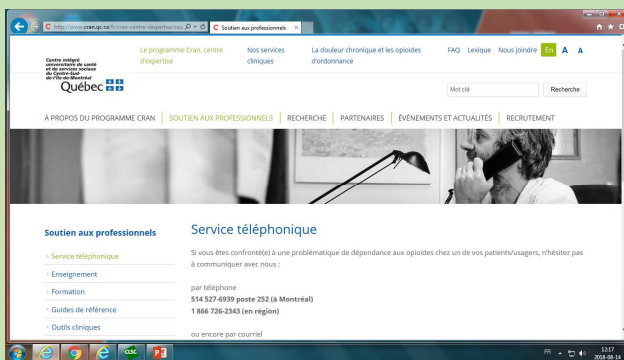 http://www.cran.qc.ca
Soutien aux professionnels
Le programme Cran, centre d'expertise
Nos services cliniques
La douleur chronique et les opioïdes d'ordonnance
FAQ Lexique Nous joindre En A A
Centre intégré
universitaire de santé
et de services sociaux
du Centre-Sud-
de-l'Île-de-Montréal
Québec
Mot clé
Recherche
À PROPOS DU PROGRAMME CRAN
SOUTIEN AUX PROFESSIONNELS
RECHERCHE
PARTENAIRES
ÉVÉNEMENTS ET ACTUALITÉS
RECRUTEMENT
Soutien aux professionnels
Service téléphonique
Enseignement
Formation
Guides de référence
Outils cliniques
Service téléphonique
Si vous êtes confronté(e) à une problématique de dépendance aux opioïdes chez un de vos patients/usagers, n'hésitez pas
à communiquer avec nous :
par téléphone
514 527-6939 poste 252 (à Montréal)
1 866 726-2343 (en région)
ou encore par courriel
CLSC
FR
12:17
2018-08-14